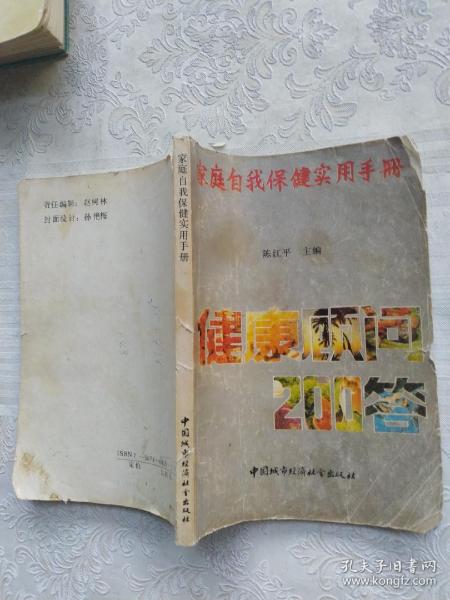 家庭自我保健实用手册
陈江平 主编
健康顾问
200答
中国城市经济社会出版社
家庭自我保健实用手册
中国城市经济社会出版社
责任编辑：赵树林
封面设计：孙艳梅
定价
孔夫子旧书网
www.kongfz.com